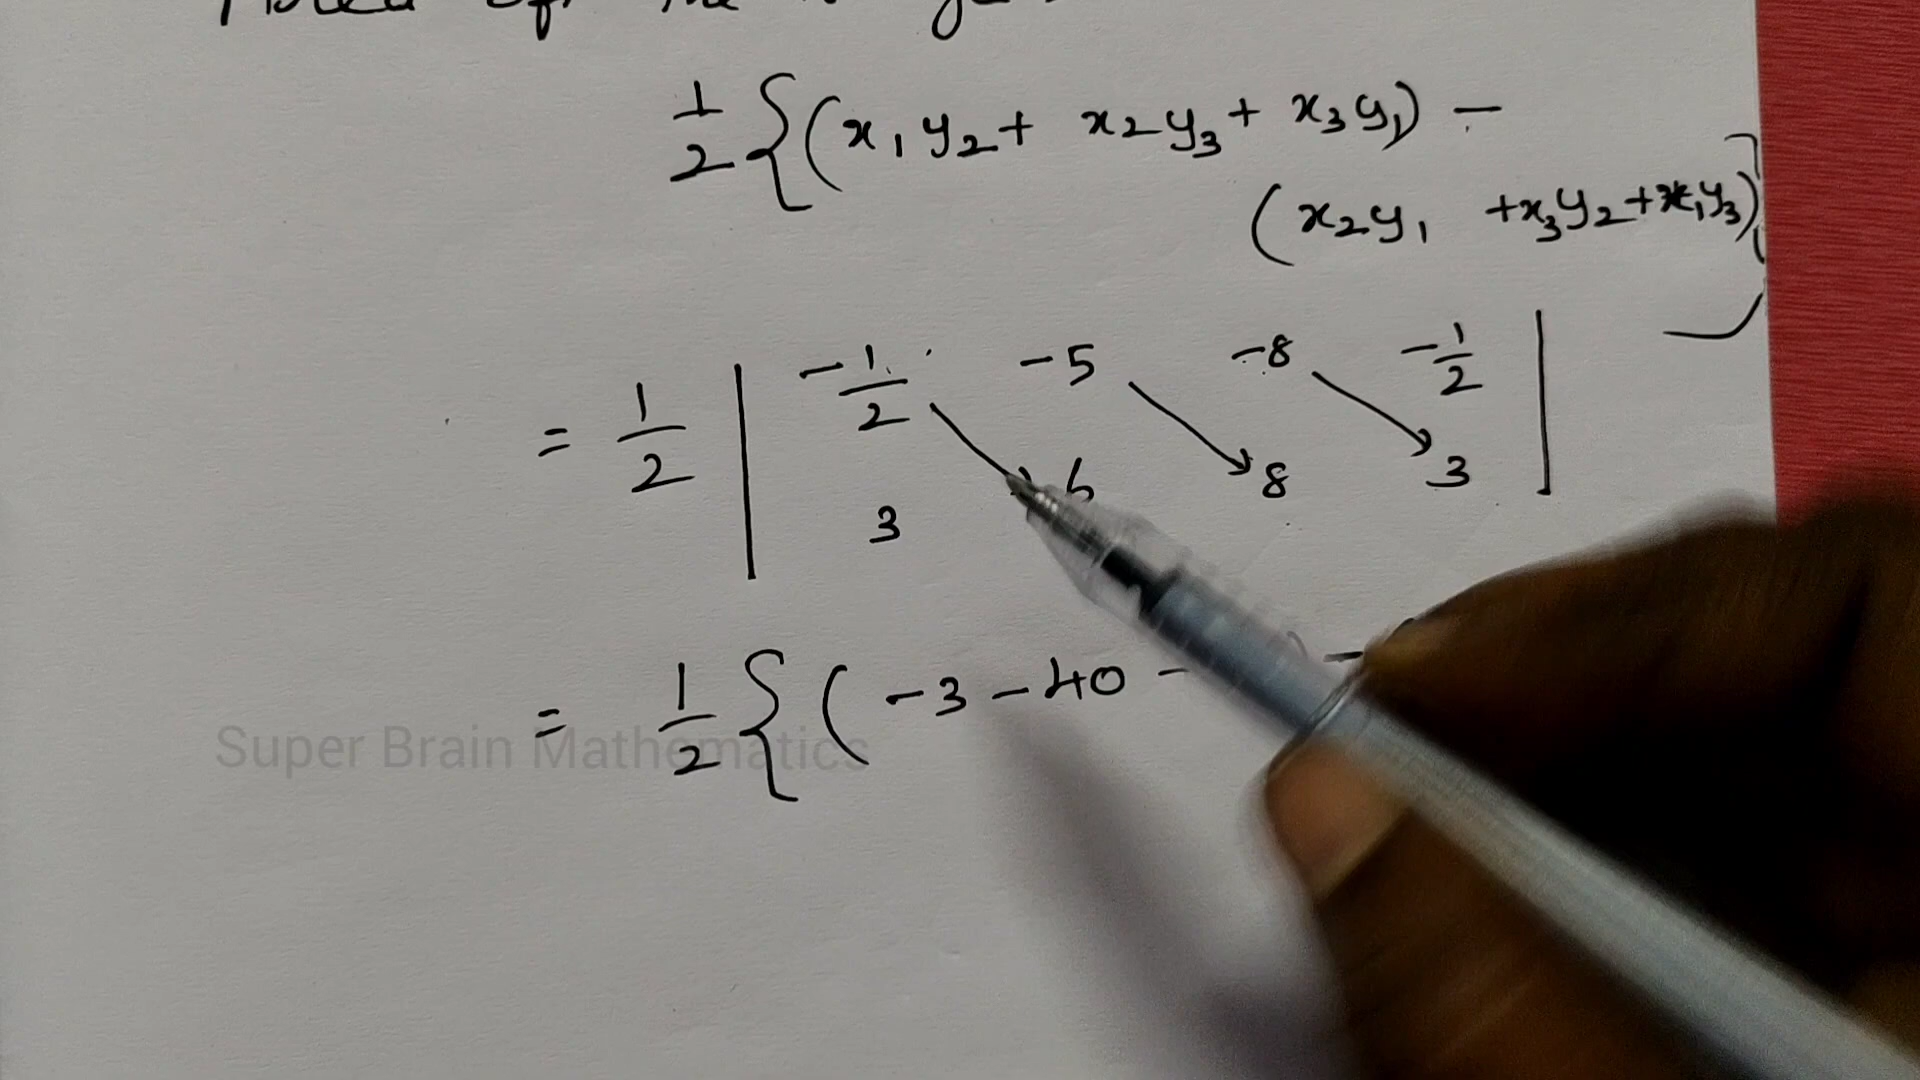 1/2 {(x₁y₂ + x₂y₃ + x₃y₁) −
(x₂y₁ + x₃y₂ + x₁y₃)}
= 1/2 | −1/2 −5 −8 −1/2 |
3 6 8 3
= 1/2 { ( −3 −40 −
Super Brain Mathematics